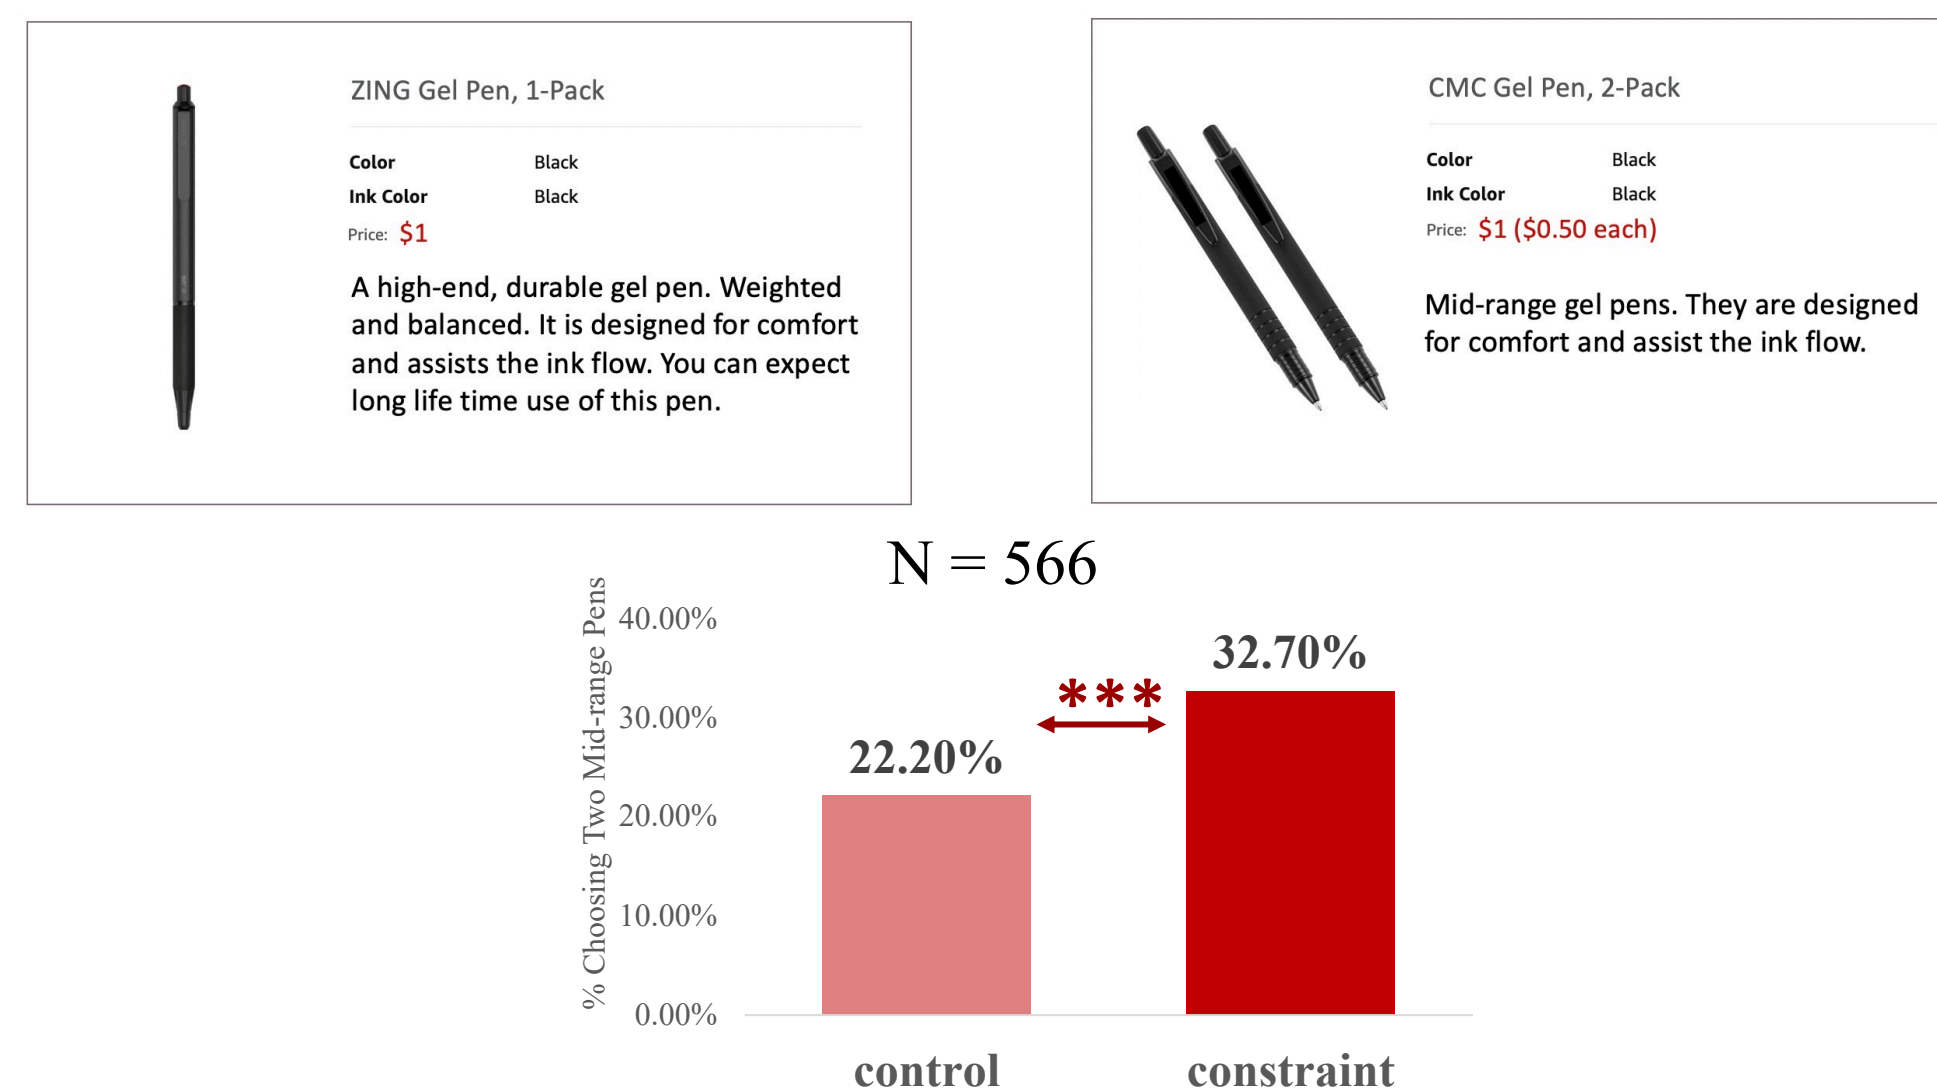 ZING Gel Pen, 1-Pack
Color Black
Ink Color Black
Price: $1
A high-end, durable gel pen. Weighted
and balanced. It is designed for comfort
and assists the ink flow. You can expect
long life time use of this pen.
CMC Gel Pen, 2-Pack
Color Black
Ink Color Black
Price: $1 ($0.50 each)
Mid-range gel pens. They are designed
for comfort and assist the ink flow.
N = 566
% Choosing Two Mid-range Pens
40.00%
30.00%
20.00%
10.00%
0.00%
22.20%
***
32.70%
control
constraint